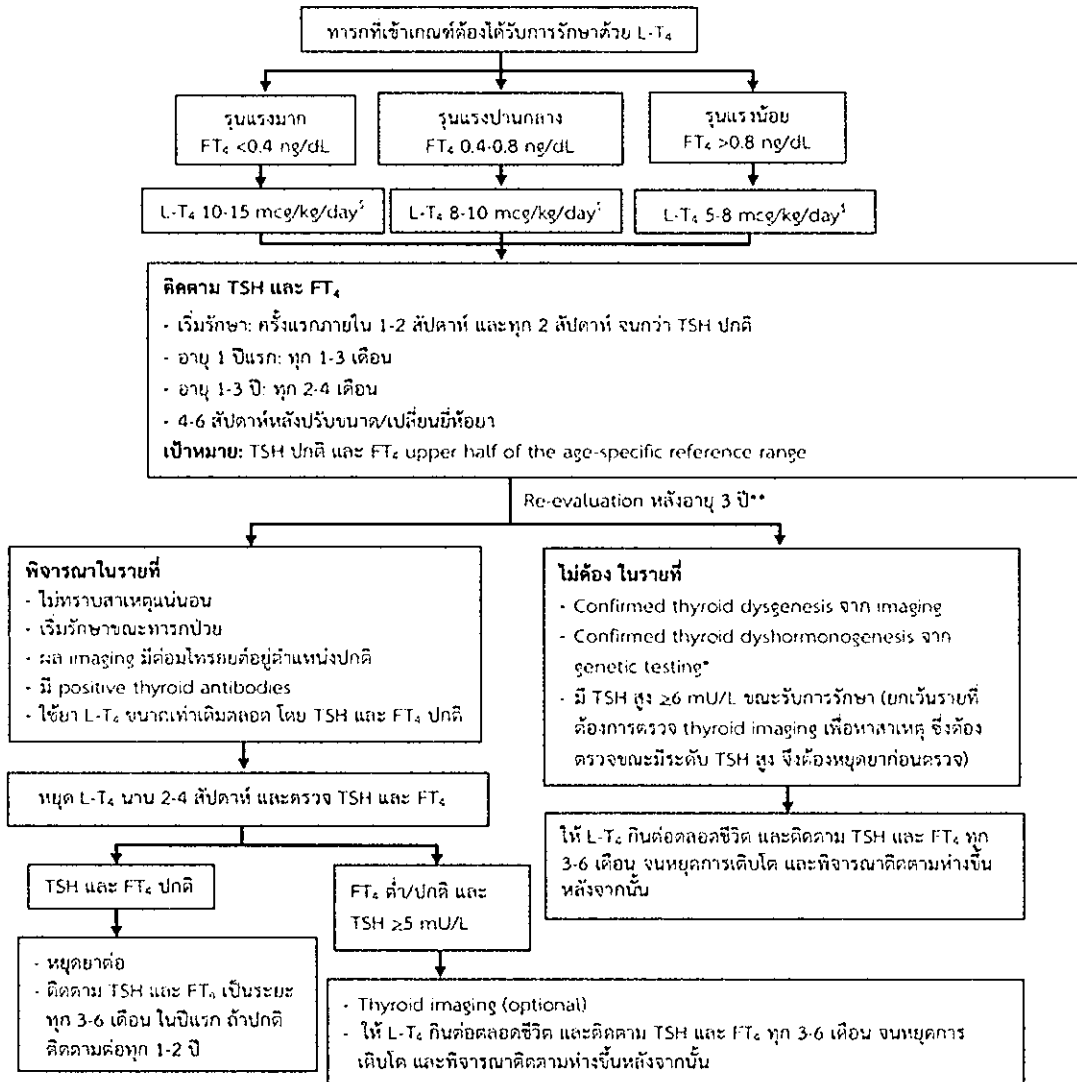 ทารกที่เข้าเกณฑ์ต้องได้รับการรักษาด้วย L-T₄
รุนแรงมาก
FT₄ <0.4 ng/dL
รุนแรงปานกลาง
FT₄ 0.4-0.8 ng/dL
รุนแรงน้อย
FT₄ >0.8 ng/dL
L-T₄ 10-15 mcg/kg/day
L-T₄ 8-10 mcg/kg/day
L-T₄ 5-8 mcg/kg/day
ติดตาม TSH และ FT₄
- เริ่มรักษา: ครั้งแรกภายใน 1-2 สัปดาห์ และทุก 2 สัปดาห์ จนกว่า TSH ปกติ
- อายุ 1 ปีแรก: ทุก 1-3 เดือน
- อายุ 1-3 ปี: ทุก 2-4 เดือน
- 4-6 สัปดาห์หลังปรับขนาด/เปลี่ยนยี่ห้อยา
เป้าหมาย: TSH ปกติ และ FT₄ upper half of the age-specific reference range
Re-evaluation หลังอายุ 3 ปี**
พิจารณาในรายที่
- ไม่ทราบสาเหตุแน่นอน
- เริ่มรักษาขณะทารกป่วย
- ผล imaging มีต่อมไทรอยด์อยู่ตำแหน่งปกติ
- มี positive thyroid antibodies
- ใช้ยา L-T₄ ขนาดเท่าเดิมตลอด โดย TSH และ FT₄ ปกติ
ไม่ต้อง ในรายที่
- Confirmed thyroid dysgenesis จาก imaging
- Confirmed thyroid dyshormonogenesis จาก
genetic testing*
- มี TSH สูง ≥6 mU/L ขณะรับการรักษา (ยกเว้นรายที่
ต้องการตรวจ thyroid imaging เพื่อหาสาเหตุ ซึ่งต้อง
ตรวจขณะมีระดับ TSH สูง จึงต้องหยุดยาก่อนตรวจ)
หยุด L-T₄ นาน 2-4 สัปดาห์ และตรวจ TSH และ FT₄
ให้ L-T₄ กินต่อตลอดชีวิต และติดตาม TSH และ FT₄ ทุก
3-6 เดือน จนหยุดการเติบโต และพิจารณาติดตามห่างขึ้น
หลังจากนั้น
TSH และ FT₄ ปกติ
FT₄ ต่ำ/ปกติ และ
TSH ≥5 mU/L
- หยุดยาต่อ
- ติดตาม TSH และ FT₄ เป็นระยะ
ทุก 3-6 เดือน ในปีแรก ถ้าปกติ
ติดตามต่อทุก 1-2 ปี
- Thyroid imaging (optional)
- ให้ L-T₄ กินต่อตลอดชีวิต และติดตาม TSH และ FT₄ ทุก 3-6 เดือน จนหยุดการ
เติบโต และพิจารณาติดตามห่างขึ้นหลังจากนั้น